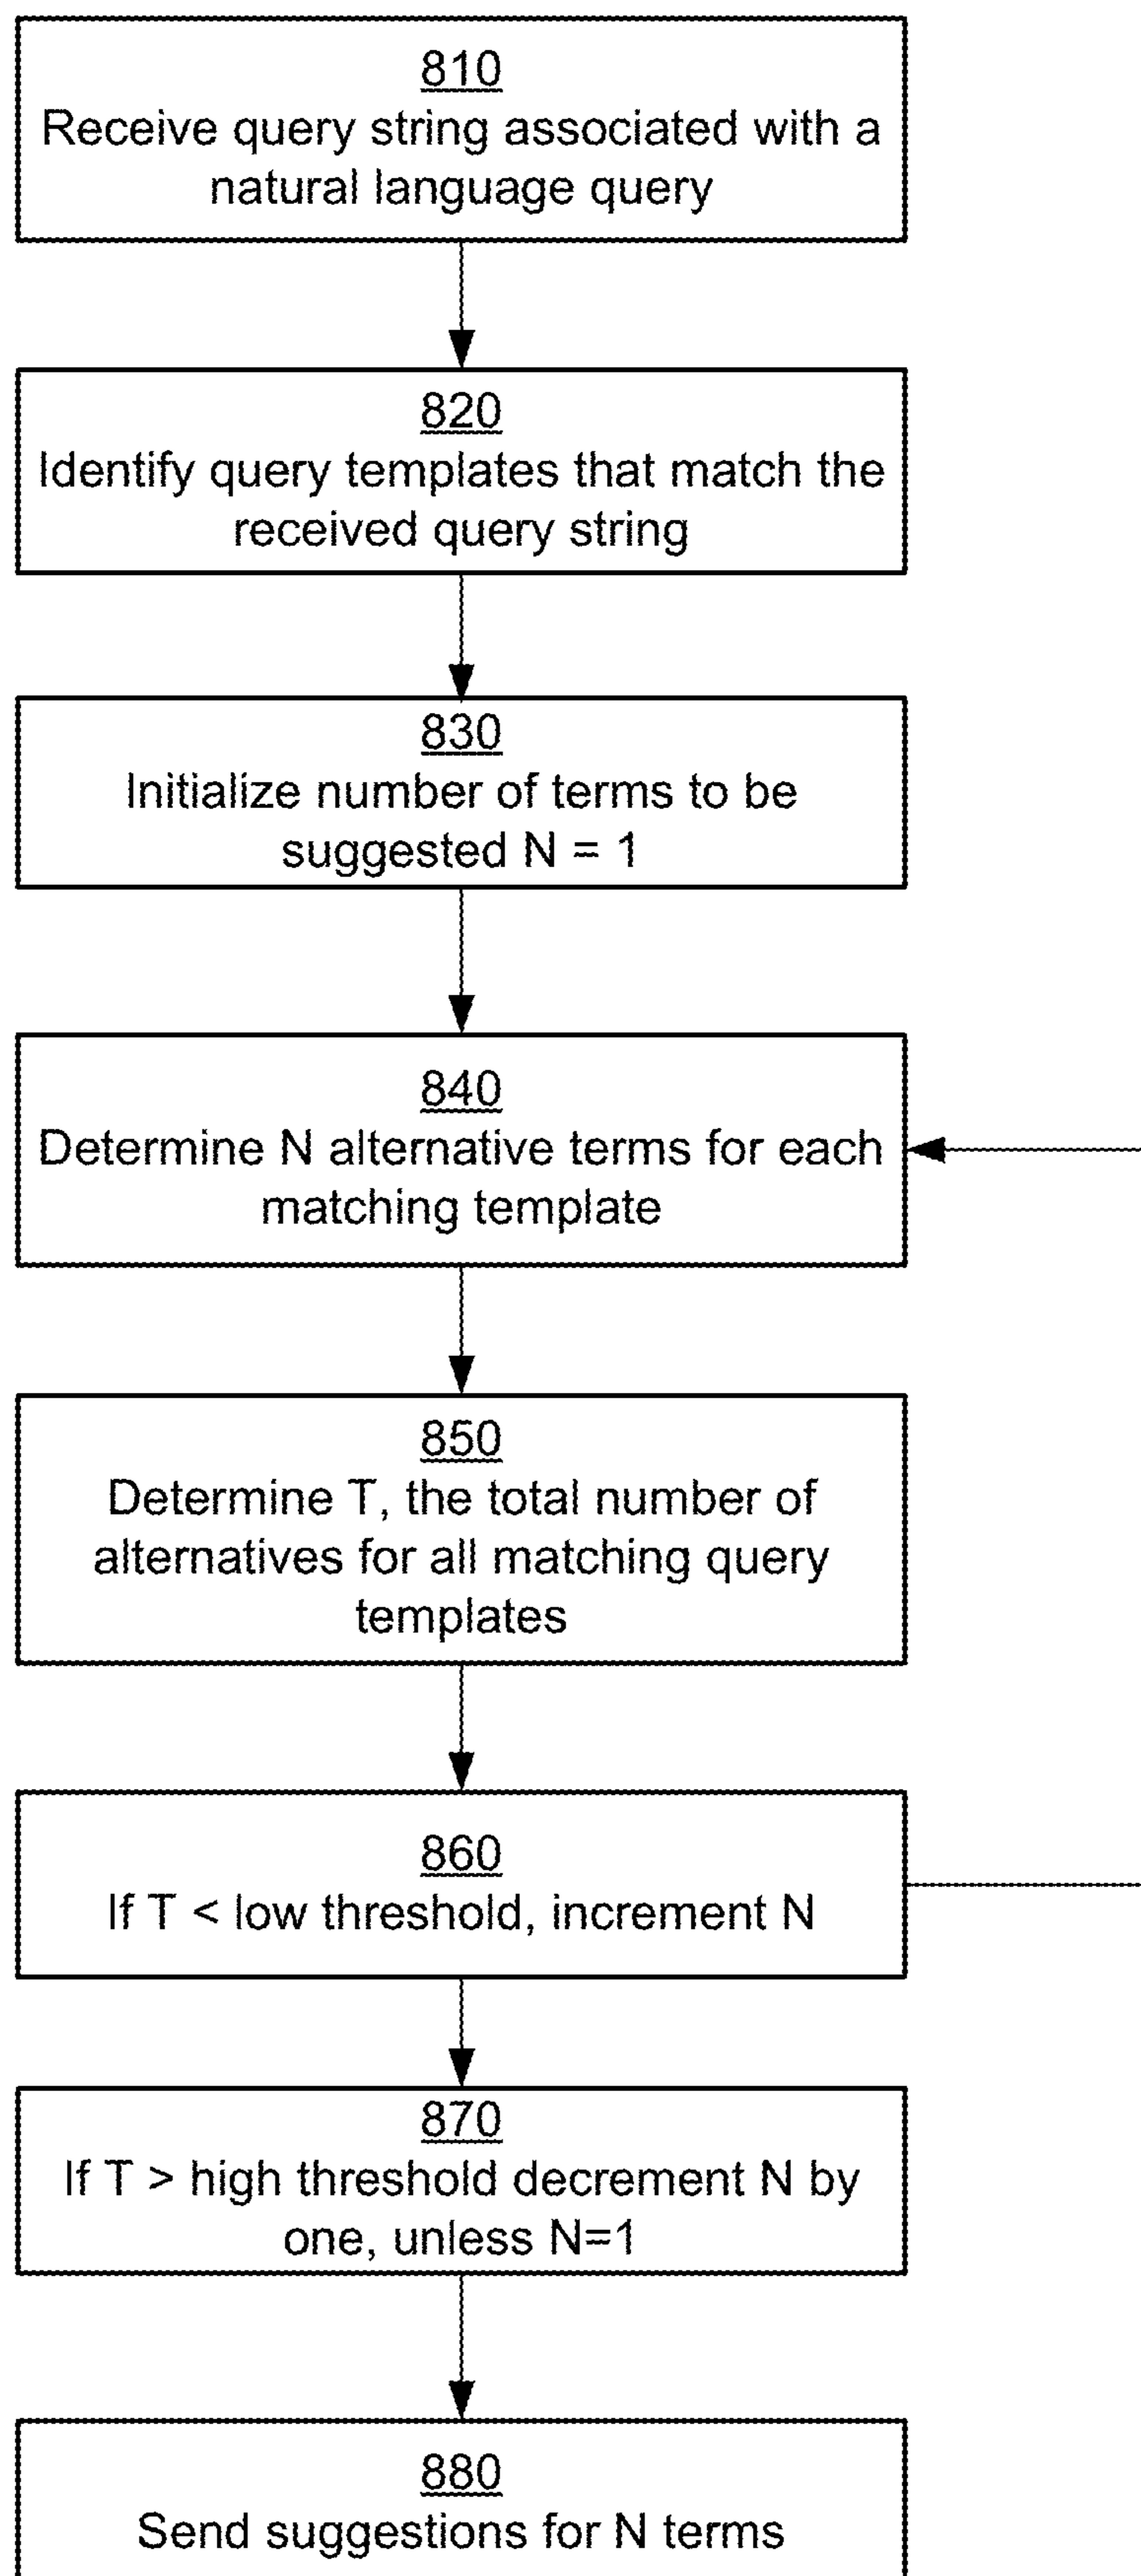 810
Receive query string associated with a
natural language query
820
Identify query templates that match the
received query string
830
Initialize number of terms to be
suggested N = 1
840
Determine N alternative terms for each
matching template
850
Determine T, the total number of
alternatives for all matching query
templates
860
If T < low threshold, increment N
870
If T > high threshold decrement N by
one, unless N=1
880
Send suggestions for N terms